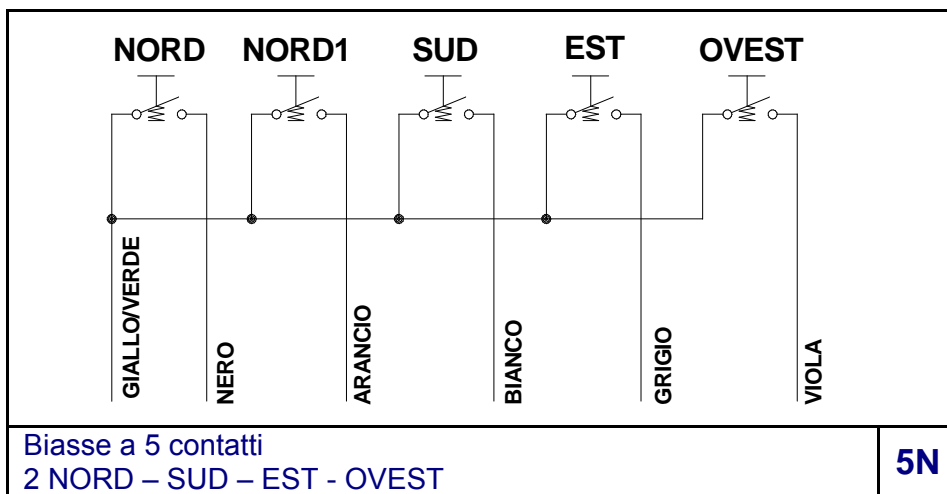 NORD NORD1 SUD EST OVEST
GIALLO/VERDE
NERO
ARANCIO
BIANCO
GRIGIO
VIOLA
Biasse a 5 contatti
2 NORD – SUD – EST - OVEST
5N